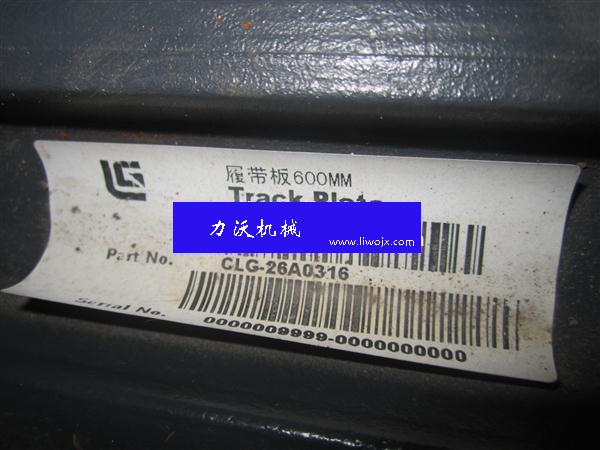 LG
履带板600MM
Track Plate
力沃机械
www.liwojx.com
Part No.
CLG-26A0316
Serial No.
0000009999-0000000000